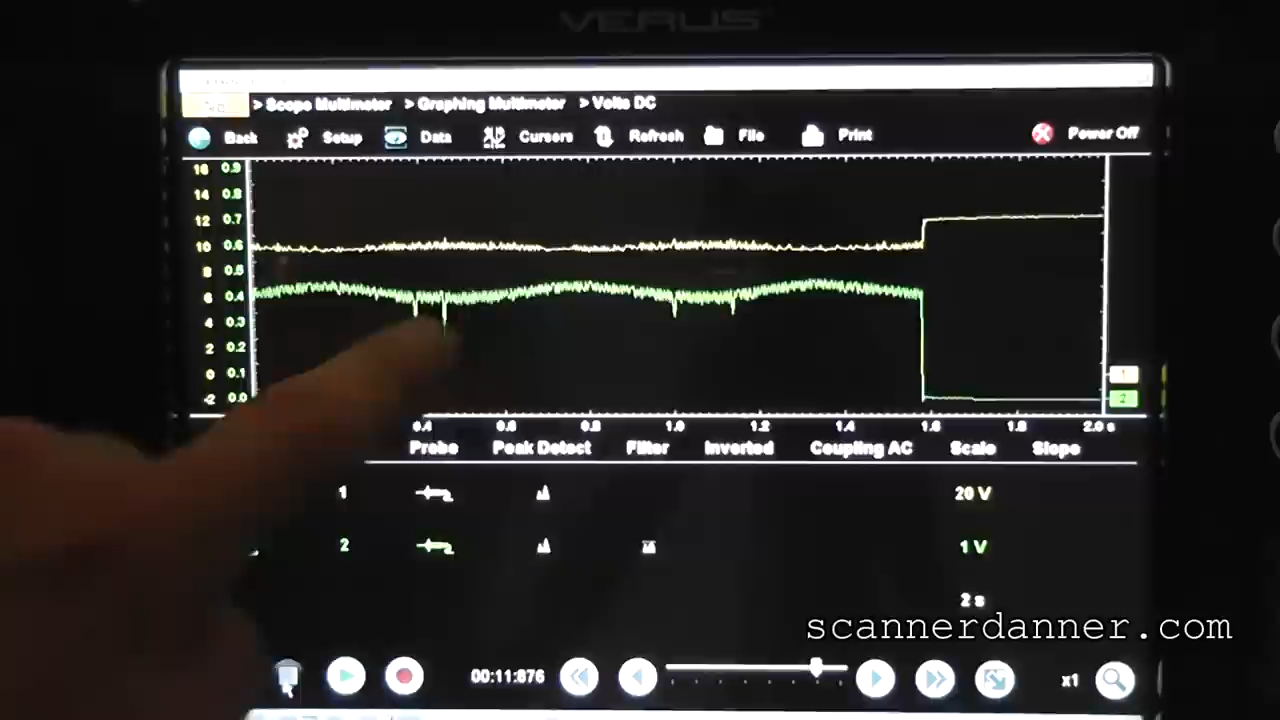 VERUS
> Scope Multimeter > Graphing Multimeter > Volts DC
Back Setup Data Cursors Refresh File Print Power Off
16 0.9
14 0.8
12 0.7
10 0.6
8 0.5
6 0.4
4 0.3
2 0.2
0 0.1
-2 0.0
1
2
0.4 0.6 0.8 1.0 1.2 1.4 1.6 1.8 2.0 s
Probe Peak Detect Filter Inverted Coupling AC Scale Slope
1 20 V
2 1 V
2 s
scannerdanner.com
00:11:876 x1